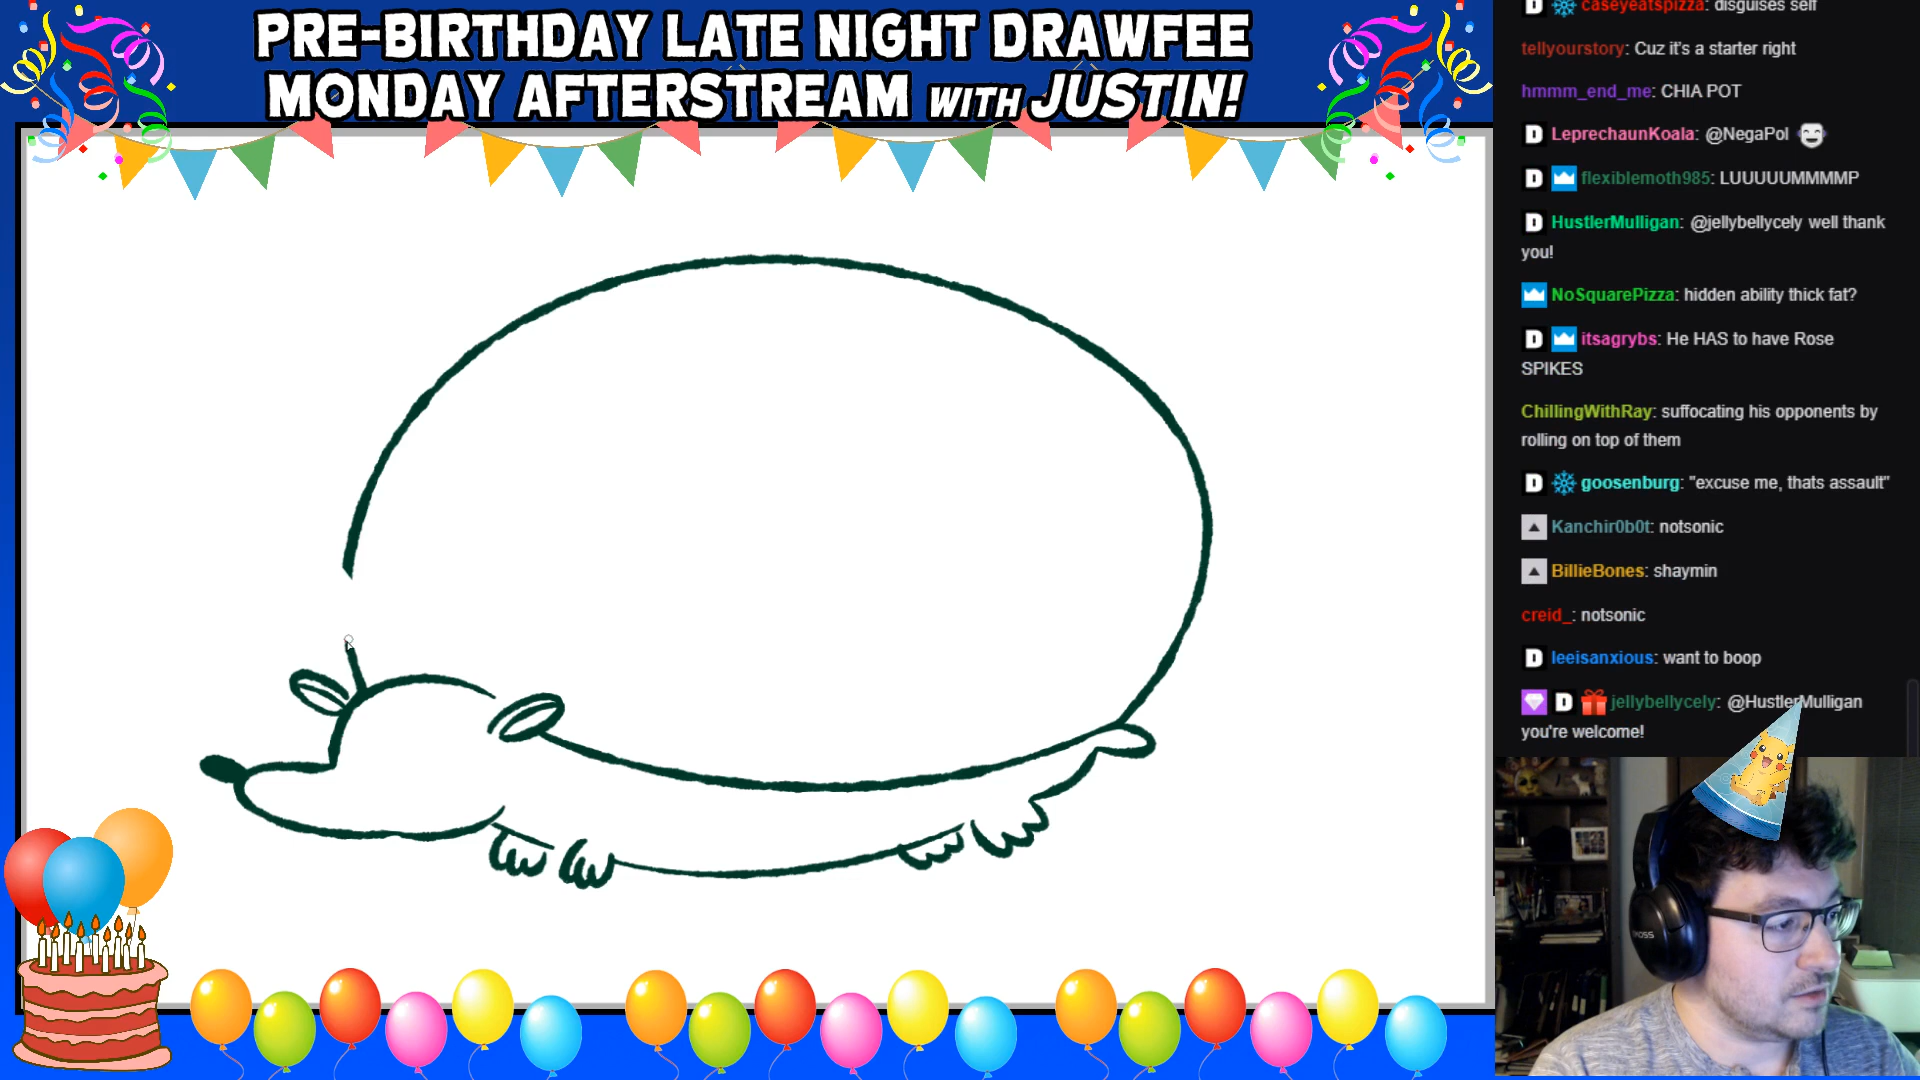 PRE-BIRTHDAY LATE NIGHT DRAWFEE
MONDAY AFTERSTREAM WITH JUSTIN!
caseyeatspizza: disguises self
tellyourstory: Cuz it's a starter right
hmmm_end_me: CHIA POT
LeprechaunKoala: @NegaPol
flexiblemoth985: LUUUUUMMMMP
HustlerMulligan: @jellybellycely well thank
you!
NoSquarePizza: hidden ability thick fat?
itsagrybs: He HAS to have Rose
SPIKES
ChillingWithRay: suffocating his opponents by
rolling on top of them
goosenburg: "excuse me, thats assault"
Kanchir0b0t: notsonic
BillieBones: shaymin
creid_: notsonic
leeisanxious: want to boop
jellybellycely: @HustlerMulligan
you're welcome!
KOSS